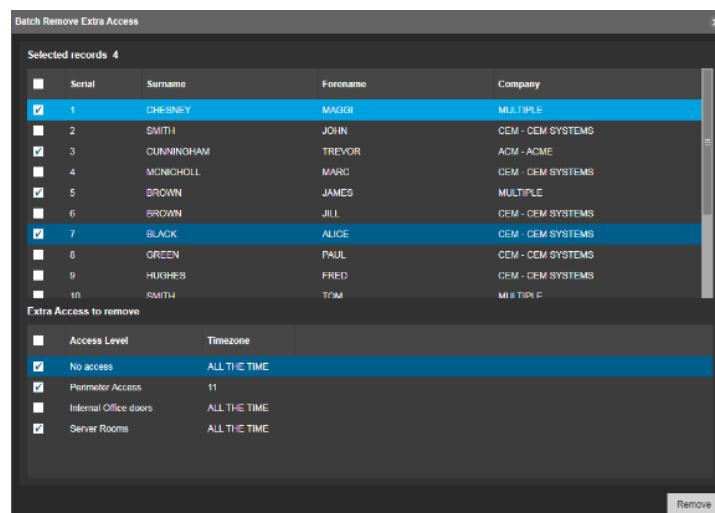 Batch Remove Extra Access
Selected records 4
Serial Surname Forename Company
1 CHESNEY MAGGI MULTIPLE
2 SMITH JOHN CEM - CEM SYSTEMS
3 CUNNINGHAM TREVOR ACM - ACME
4 MCNICHOLL MARC CEM - CEM SYSTEMS
5 BROWN JAMES MULTIPLE
6 BROWN JILL CEM - CEM SYSTEMS
7 BLACK ALICE CEM - CEM SYSTEMS
8 GREEN PAUL CEM - CEM SYSTEMS
9 HUGHES FRED CEM - CEM SYSTEMS
10 SMITH TOM MULTIPLE
Extra Access to remove
Access Level Timezone
No access ALL THE TIME
Perimeter Access 11
Internal Office doors ALL THE TIME
Server Rooms ALL THE TIME
Remove